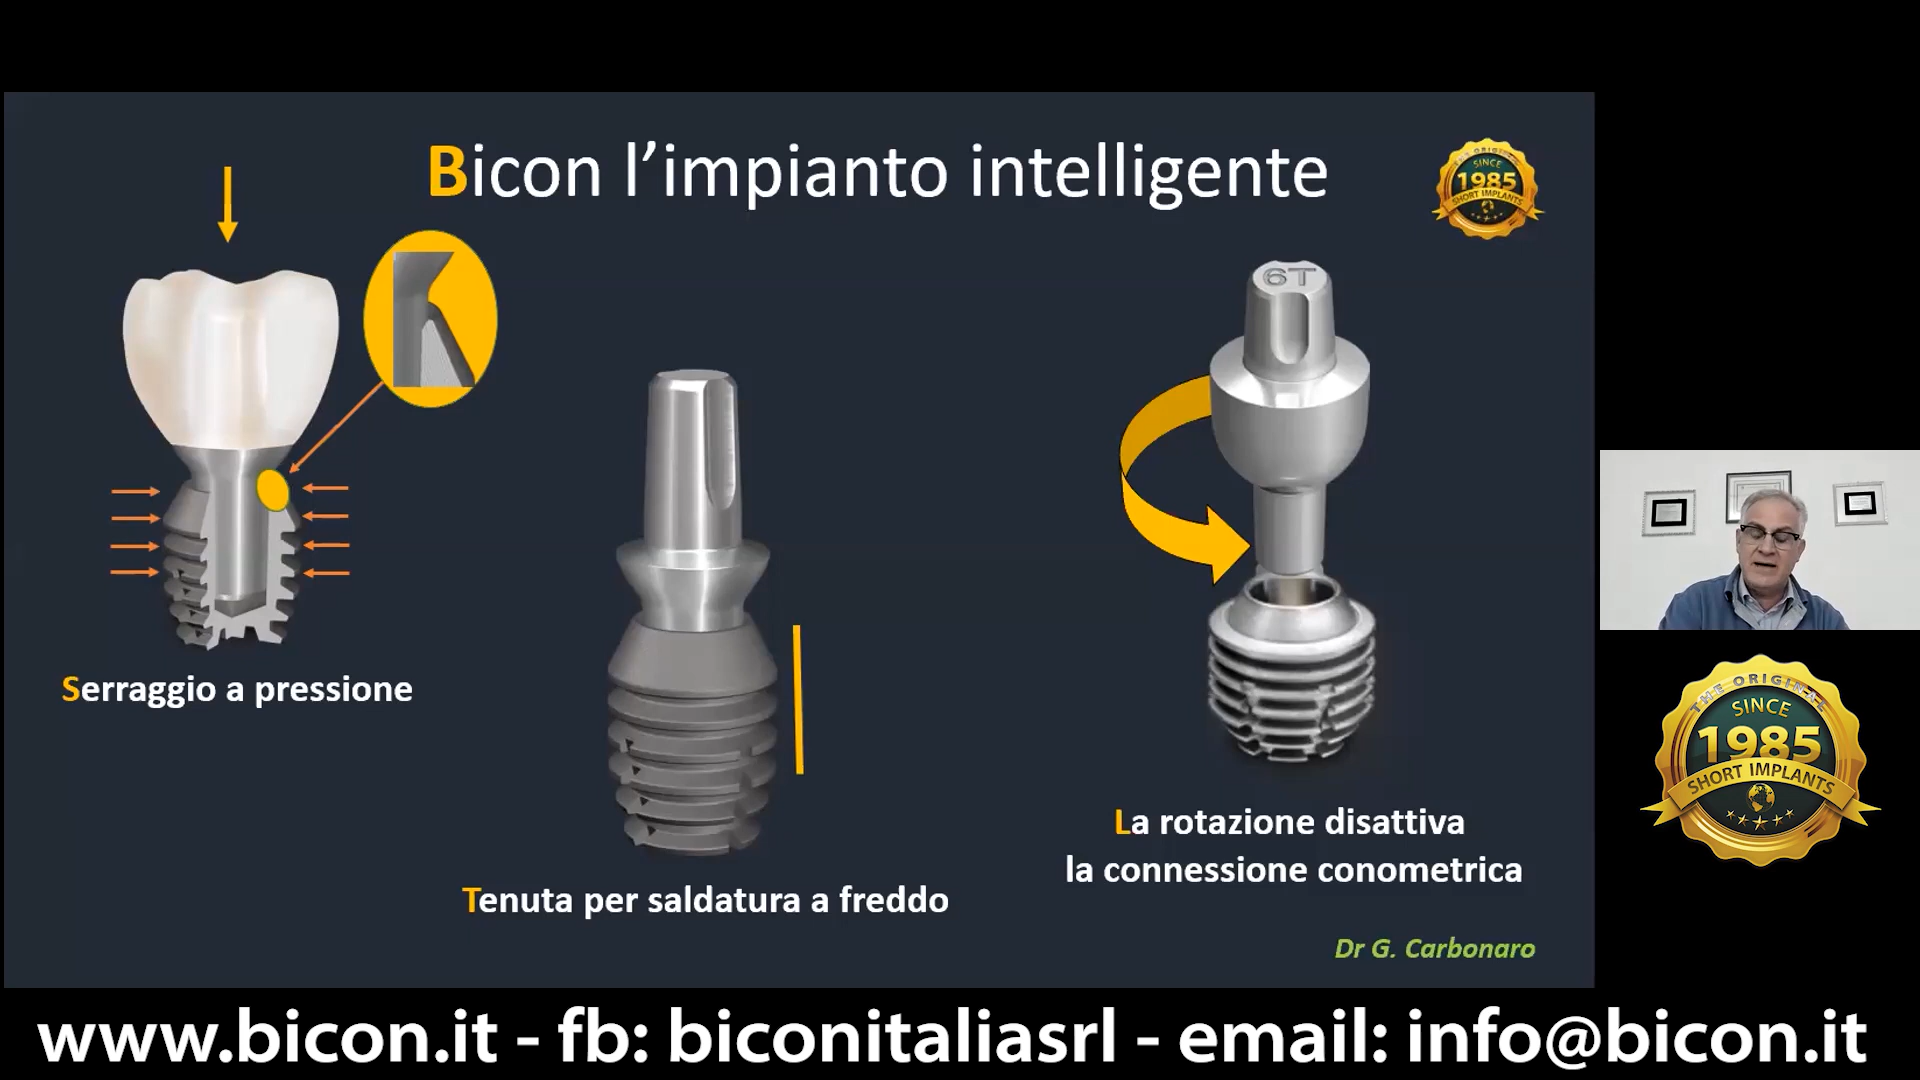 Bicon l'impianto intelligente
THE ORIGINAL
SINCE
1985
SHORT IMPLANTS
6T
Serraggio a pressione
Tenuta per saldatura a freddo
La rotazione disattiva
la connessione conometrica
Dr G. Carbonaro
THE ORIGINAL
SINCE
1985
SHORT IMPLANTS
www.bicon.it - fb: biconitaliasrl - email: info@bicon.it